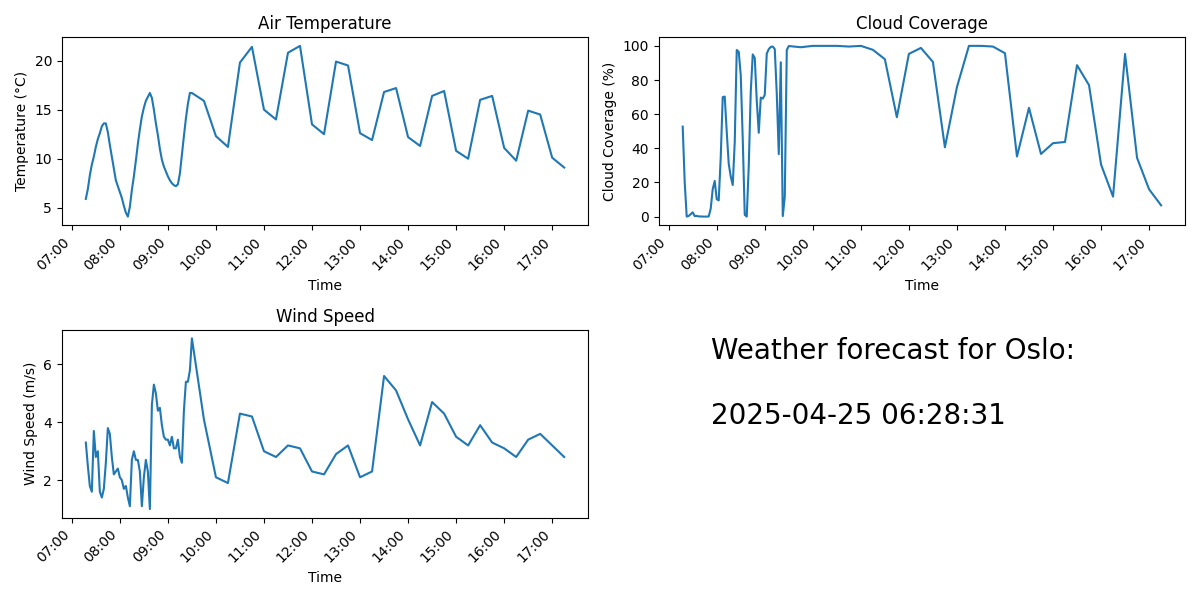 Air Temperature
Temperature (°C)
20
15
10
5
07:00 08:00 09:00 10:00 11:00 12:00 13:00 14:00 15:00 16:00 17:00
Time
Cloud Coverage
Cloud Coverage (%)
100
80
60
40
20
0
07:00 08:00 09:00 10:00 11:00 12:00 13:00 14:00 15:00 16:00 17:00
Time
Wind Speed
Wind Speed (m/s)
6
4
2
07:00 08:00 09:00 10:00 11:00 12:00 13:00 14:00 15:00 16:00 17:00
Time
Weather forecast for Oslo:
2025-04-25 06:28:31